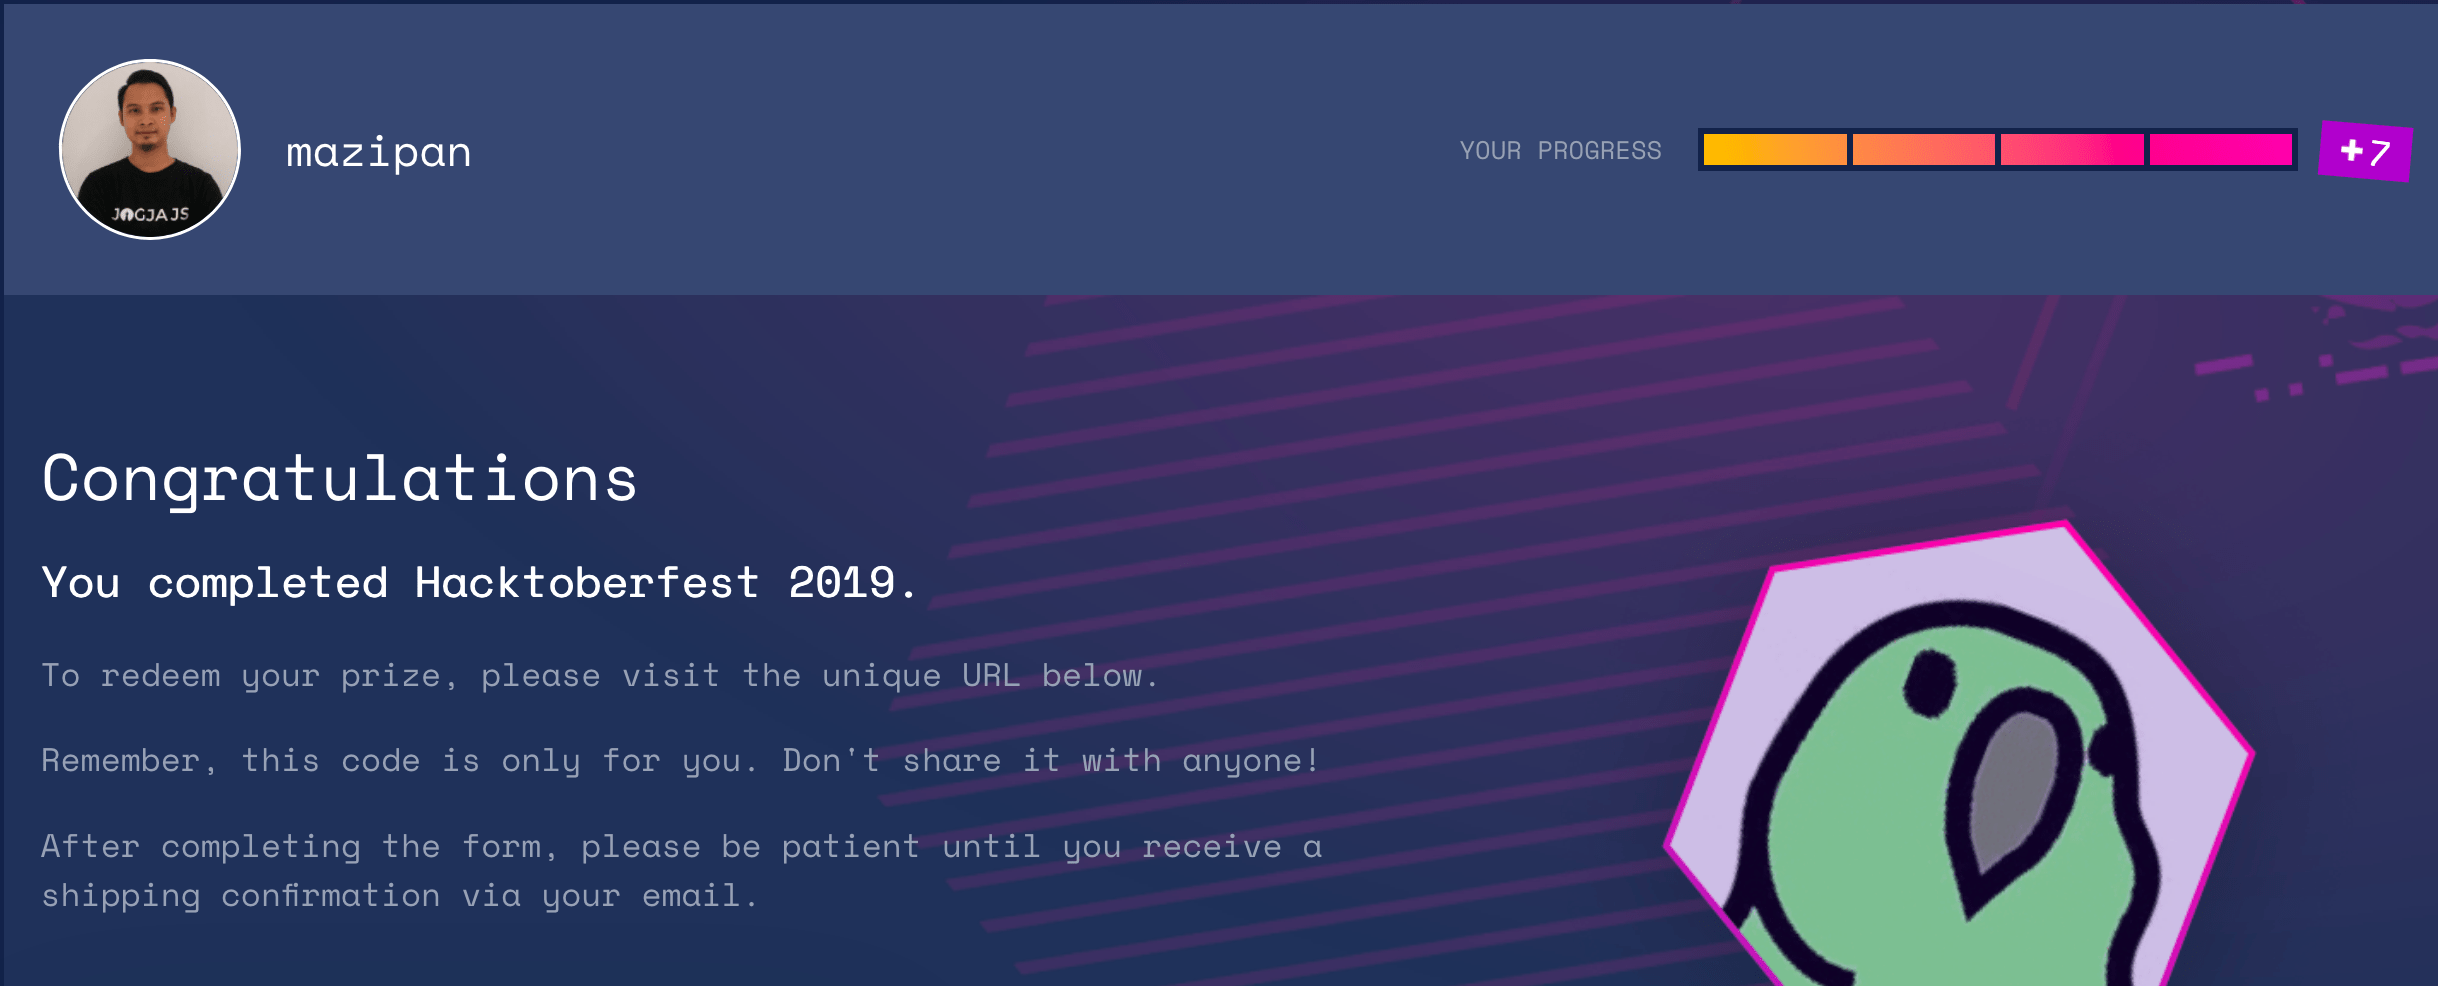 mazipan
YOUR PROGRESS
+7
JOGJAJS
Congratulations
You completed Hacktoberfest 2019.
To redeem your prize, please visit the unique URL below.
Remember, this code is only for you. Don't share it with anyone!
After completing the form, please be patient until you receive a
shipping confirmation via your email.